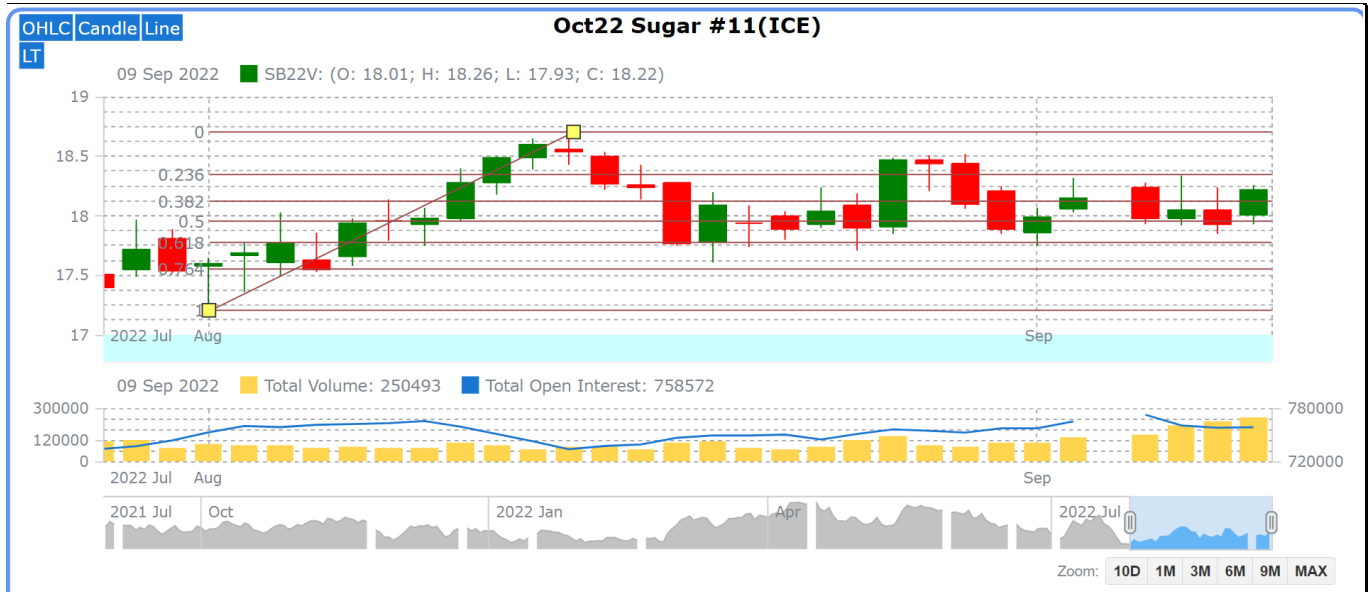 OHLC Candle Line
LT
Oct22 Sugar #11(ICE)
09 Sep 2022 SB22V: (O: 18.01; H: 18.26; L: 17.93; C: 18.22)
19
0
18.5
0.236
0.382
18
0.5
0.618
0.764
17.5
1
17
2022 Jul Aug Sep
09 Sep 2022 Total Volume: 250493 Total Open Interest: 758572
300000 780000
120000
0 720000
2022 Jul Aug Sep
2021 Jul Oct 2022 Jan Apr 2022 Jul
Zoom: 10D 1M 3M 6M 9M MAX